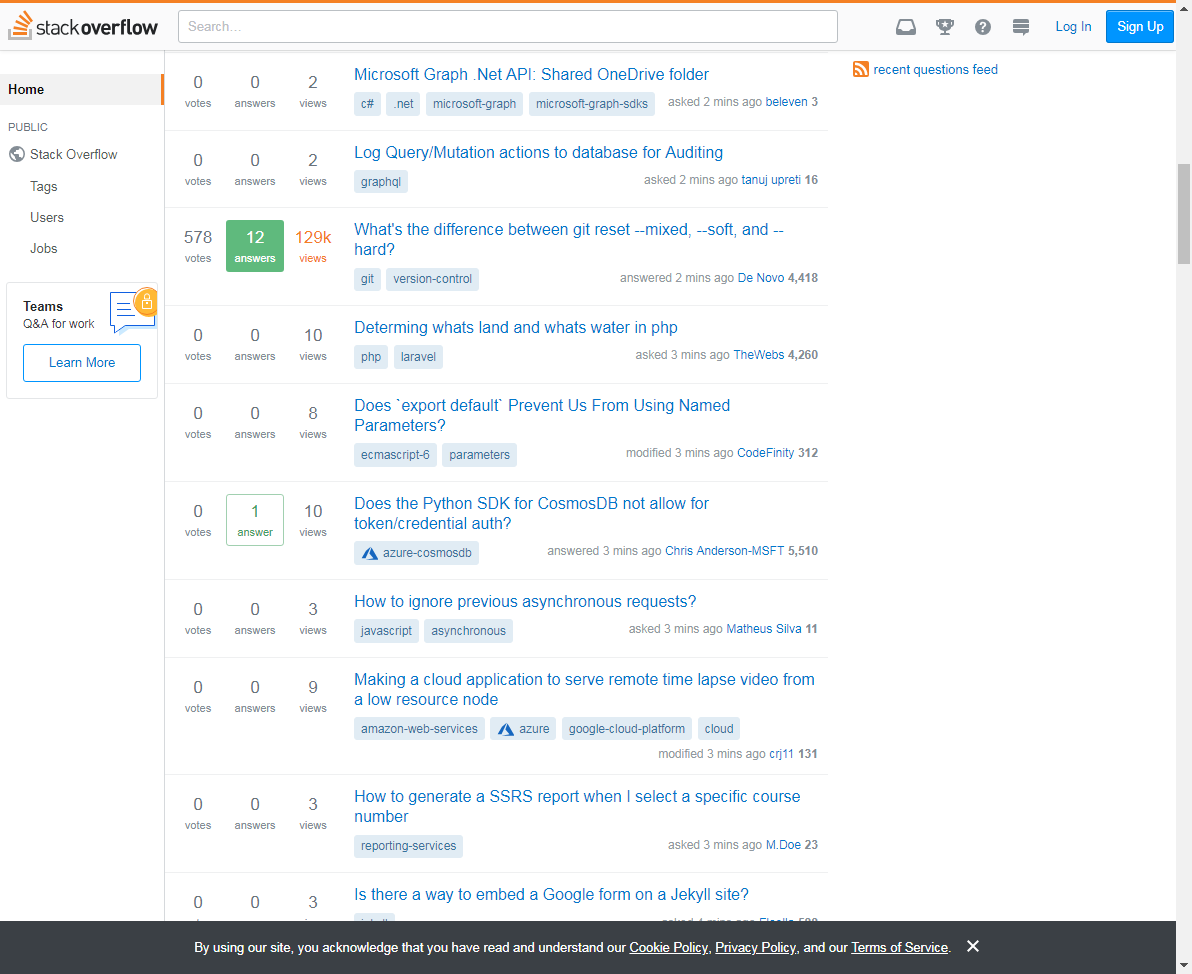 stackoverflow Search... Log In Sign Up
Home
PUBLIC
Stack Overflow
Tags
Users
Jobs
Teams
Q&A for work
Learn More
0 votes 0 answers 2 views
Microsoft Graph .Net API: Shared OneDrive folder
c# .net microsoft-graph microsoft-graph-sdks asked 2 mins ago beleven 3
0 votes 0 answers 2 views
Log Query/Mutation actions to database for Auditing
graphql asked 2 mins ago tanuj upreti 16
578 votes 12 answers 129k views
What's the difference between git reset --mixed, --soft, and --
hard?
git version-control answered 2 mins ago De Novo 4,418
0 votes 0 answers 10 views
Determing whats land and whats water in php
php laravel asked 3 mins ago TheWebs 4,260
0 votes 0 answers 8 views
Does `export default` Prevent Us From Using Named
Parameters?
ecmascript-6 parameters modified 3 mins ago CodeFinity 312
0 votes 1 answer 10 views
Does the Python SDK for CosmosDB not allow for
token/credential auth?
azure-cosmosdb answered 3 mins ago Chris Anderson-MSFT 5,510
0 votes 0 answers 3 views
How to ignore previous asynchronous requests?
javascript asynchronous asked 3 mins ago Matheus Silva 11
0 votes 0 answers 9 views
Making a cloud application to serve remote time lapse video from
a low resource node
amazon-web-services azure google-cloud-platform cloud
modified 3 mins ago crj11 131
0 votes 0 answers 3 views
How to generate a SSRS report when I select a specific course
number
reporting-services asked 3 mins ago M.Doe 23
0 0 3
Is there a way to embed a Google form on a Jekyll site?
recent questions feed
By using our site, you acknowledge that you have read and understand our Cookie Policy, Privacy Policy, and our Terms of Service.